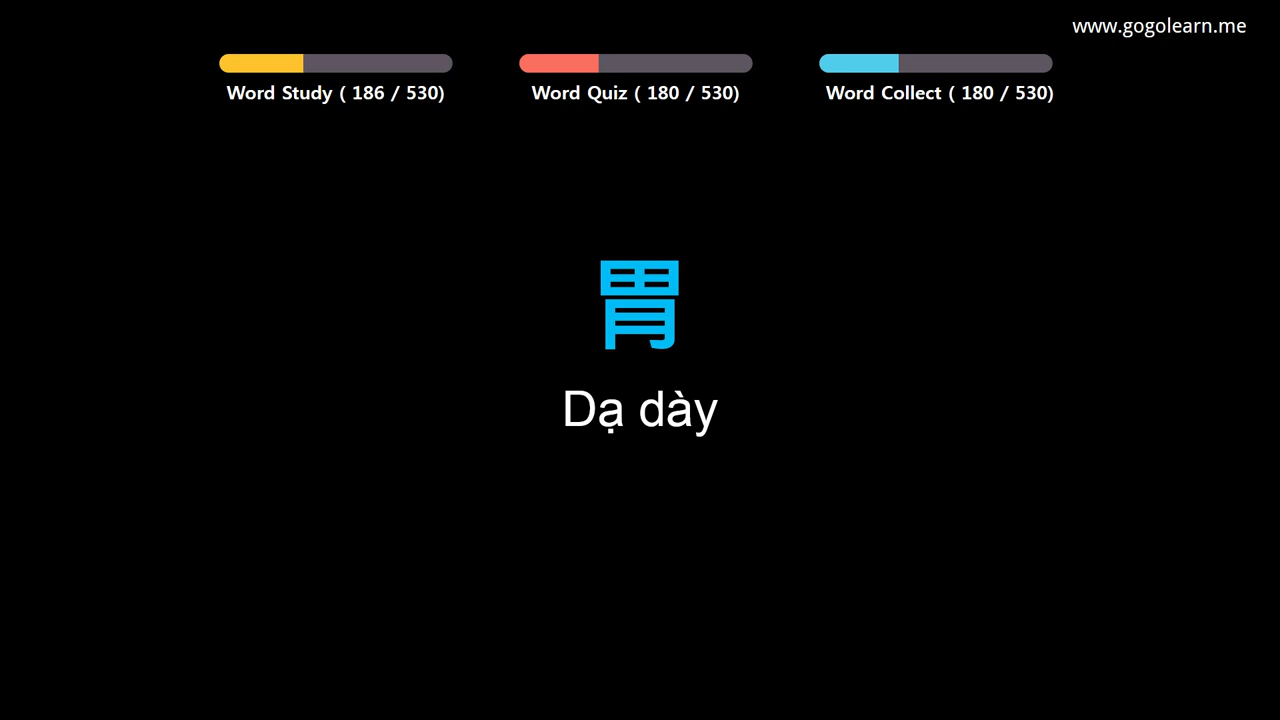 www.gogolearn.me
Word Study ( 186 / 530)
Word Quiz ( 180 / 530)
Word Collect ( 180 / 530)
胃
Dạ dày